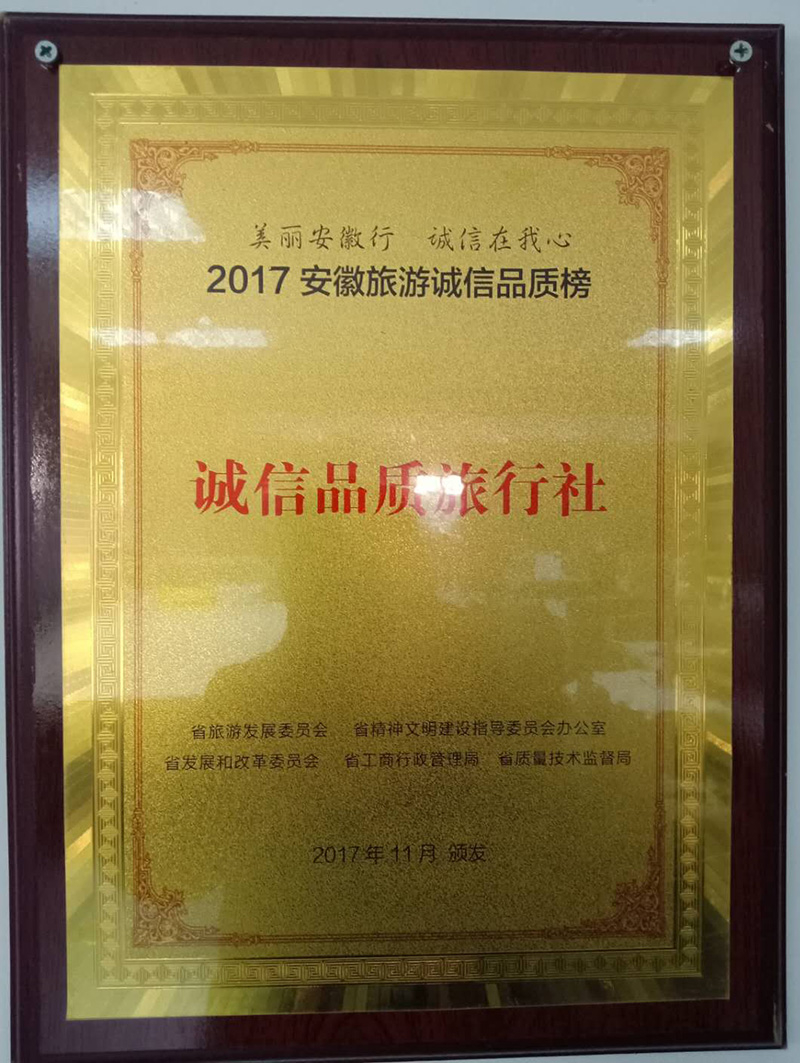 美丽安徽行 诚信在我心
2017 安徽旅游诚信品质榜
诚信品质旅行社
省旅游发展委员会 省精神文明建设指导委员会办公室
省发展和改革委员会 省工商行政管理局 省质量技术监督局
2017年11月 颁发